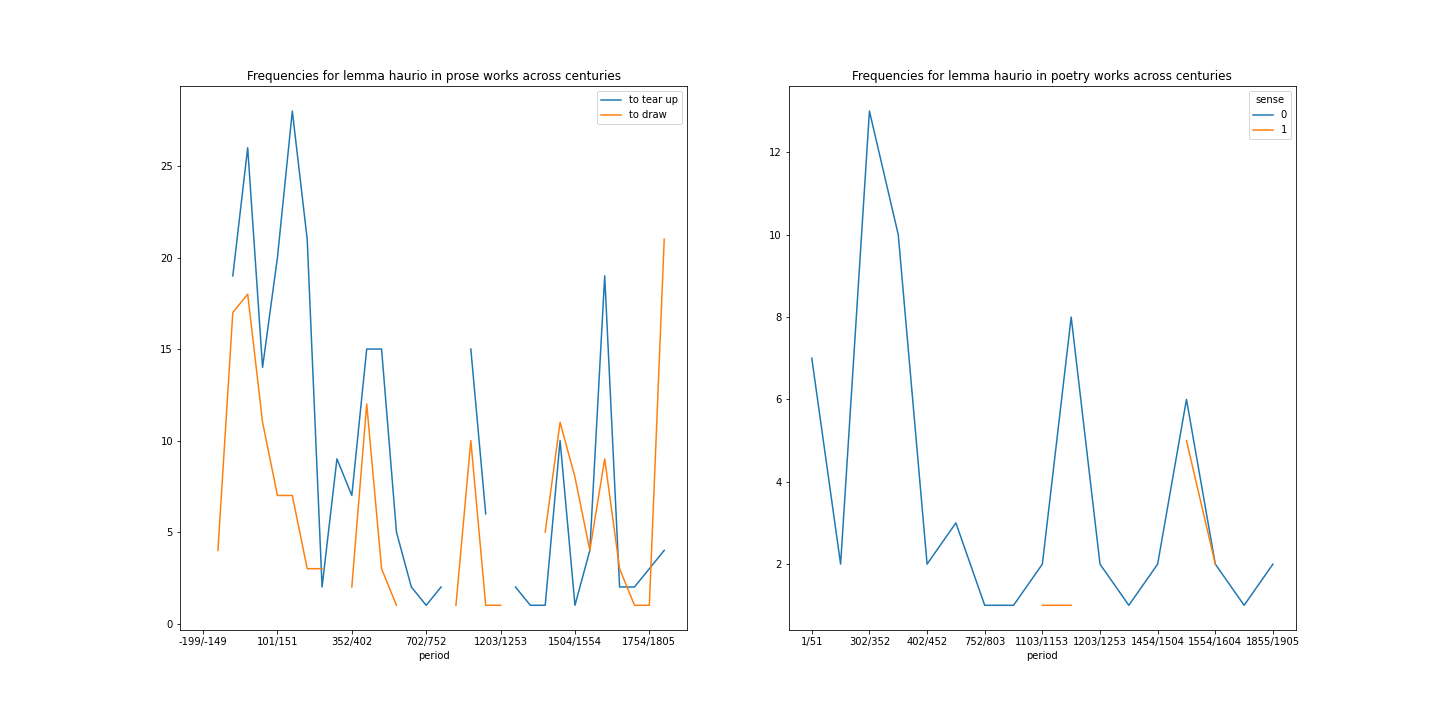 Frequencies for lemma haurio in prose works across centuries
to tear up
to draw
25
20
15
10
5
0
-199/-149 101/151 352/402 702/752 1203/1253 1504/1554 1754/1805
period
Frequencies for lemma haurio in poetry works across centuries
sense
0
1
12
10
8
6
4
2
1/51 302/352 402/452 752/803 1103/1153 1203/1253 1454/1504 1554/1604 1855/1905
period